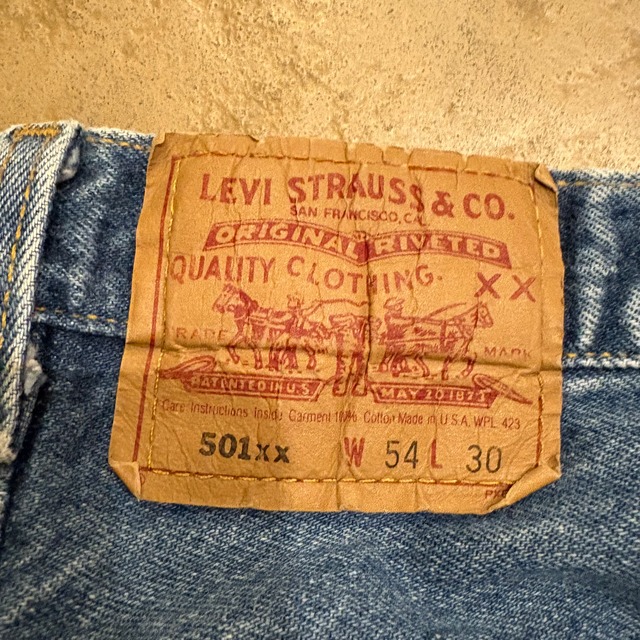 LEVI STRAUSS & CO.
SAN FRANCISCO, CAL
ORIGINAL RIVETED
QUALITY CLOTHING.
XX
TRADE MARK
PATENTED IN U.S. MAY 20 1873
Care Instructions Inside Garment 100% Cotton Made in U.S.A. WPL 423
501xx W 54 L 30